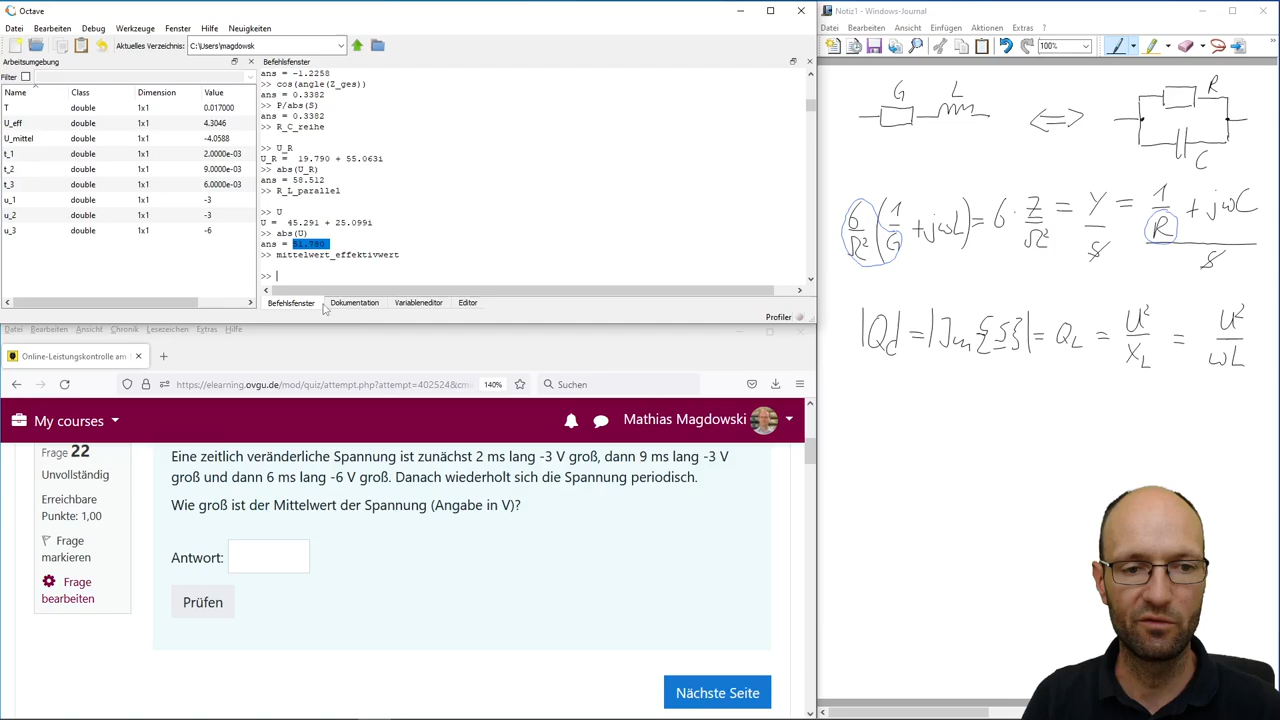 Octave
Datei Bearbeiten Debug Werkzeuge Fenster Hilfe Neuigkeiten
Aktuelles Verzeichnis: C:\Users\magdowsk
Arbeitsumgebung
Filter
Name Class Dimension Value
T double 1x1 0.017000
U_eff double 1x1 4.3046
U_mittel double 1x1 -4.0588
t_1 double 1x1 2.0000e-03
t_2 double 1x1 9.0000e-03
t_3 double 1x1 6.0000e-03
u_1 double 1x1 -3
u_2 double 1x1 -3
u_3 double 1x1 -6
Befehlsfenster
ans = -1.2258
>> cos(angle(Z_ges))
ans = 0.3382
>> P/abs(S)
ans = 0.3382
>> R_C_reihe
>> U_R
U_R = 19.790 + 55.063i
>> abs(U_R)
ans = 58.512
>> R_L_parallel
>> U
U = 45.291 + 25.099i
>> abs(U)
ans = 51.780
>> mittelwert_effektivwert
>>
Befehlsfenster Dokumentation Variableneditor Editor
Profiler
Datei Bearbeiten Ansicht Chronik Lesezeichen Extras Hilfe
Online-Leistungskontrolle am
https://elearning.ovgu.de/mod/quiz/attempt.php?attempt=402524&cm 140% Suchen
My courses Mathias Magdowski
Frage 22
Unvollständig
Erreichbare
Punkte: 1,00
Frage
markieren
Frage
bearbeiten
Eine zeitlich veränderliche Spannung ist zunächst 2 ms lang -3 V groß, dann 9 ms lang -3 V
groß und dann 6 ms lang -6 V groß. Danach wiederholt sich die Spannung periodisch.
Wie groß ist der Mittelwert der Spannung (Angabe in V)?
Antwort:
Prüfen
Nächste Seite
Notiz1 - Windows-Journal
Datei Bearbeiten Ansicht Einfügen Aktionen Extras ?
100%
G L <=> R
C
6/Ω² (1/G + jωL) = 6 · Z/Ω² = Y/S = (1/R + jωC)/S
|Qd| = |Im{S}| = QL = U²/XL = U²/ωL